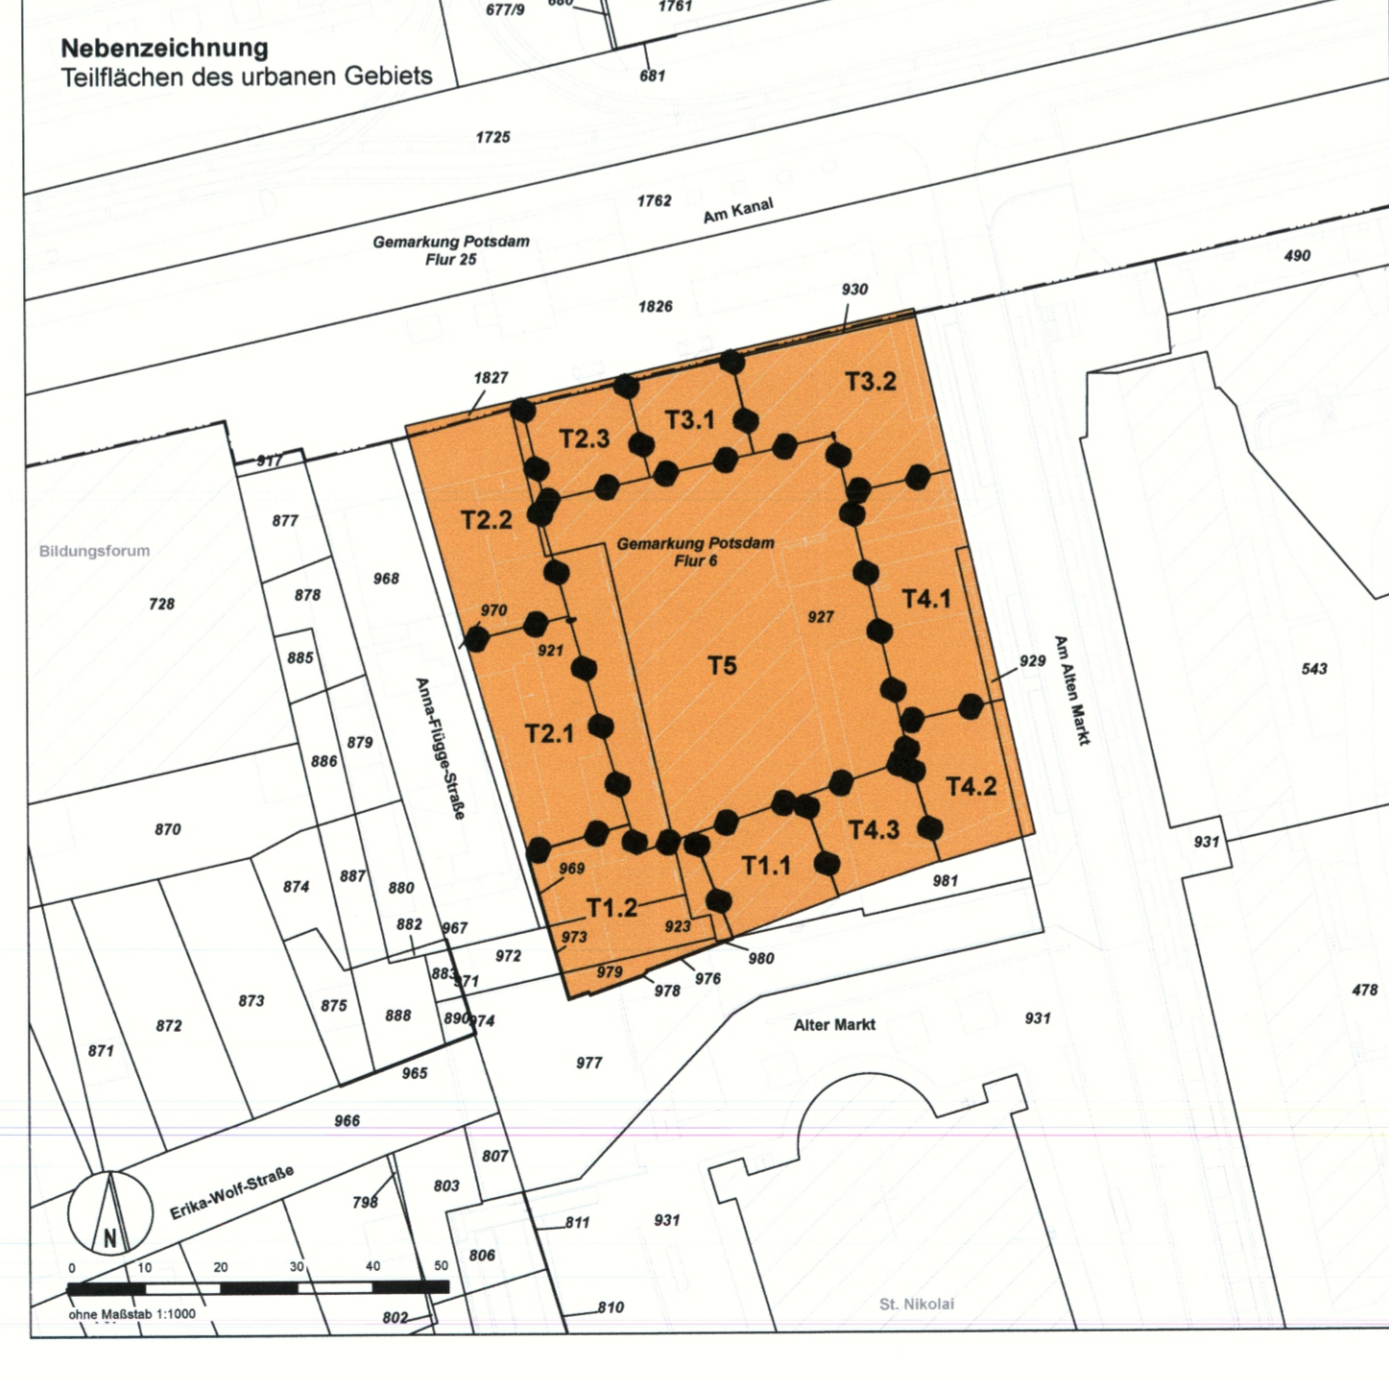 Nebenzeichnung
Teilflächen des urbanen Gebiets
677/9
1761
681
1725
1762
Am Kanal
Gemarkung Potsdam
Flur 25
490
930
1826
1827
T3.2
T3.1
T2.3
917
877
T2.2
Bildungsforum
Gemarkung Potsdam
Flur 6
968
878
728
970
T4.1
927
921
885
T5
929
543
Am Alten Markt
Anna-Flügge-Straße
T2.1
879
886
T4.2
870
T4.3
931
T1.1
969
887
874
880
981
T1.2
882
967
923
973
972
980
883
971
979
976
978
478
873
875
888
890
974
931
872
Alter Markt
871
977
965
966
807
803
Erika-Wolf-Straße
798
811
931
806
N
0 10 20 30 40 50
ohne Maßstab 1:1000
802
810
St. Nikolai